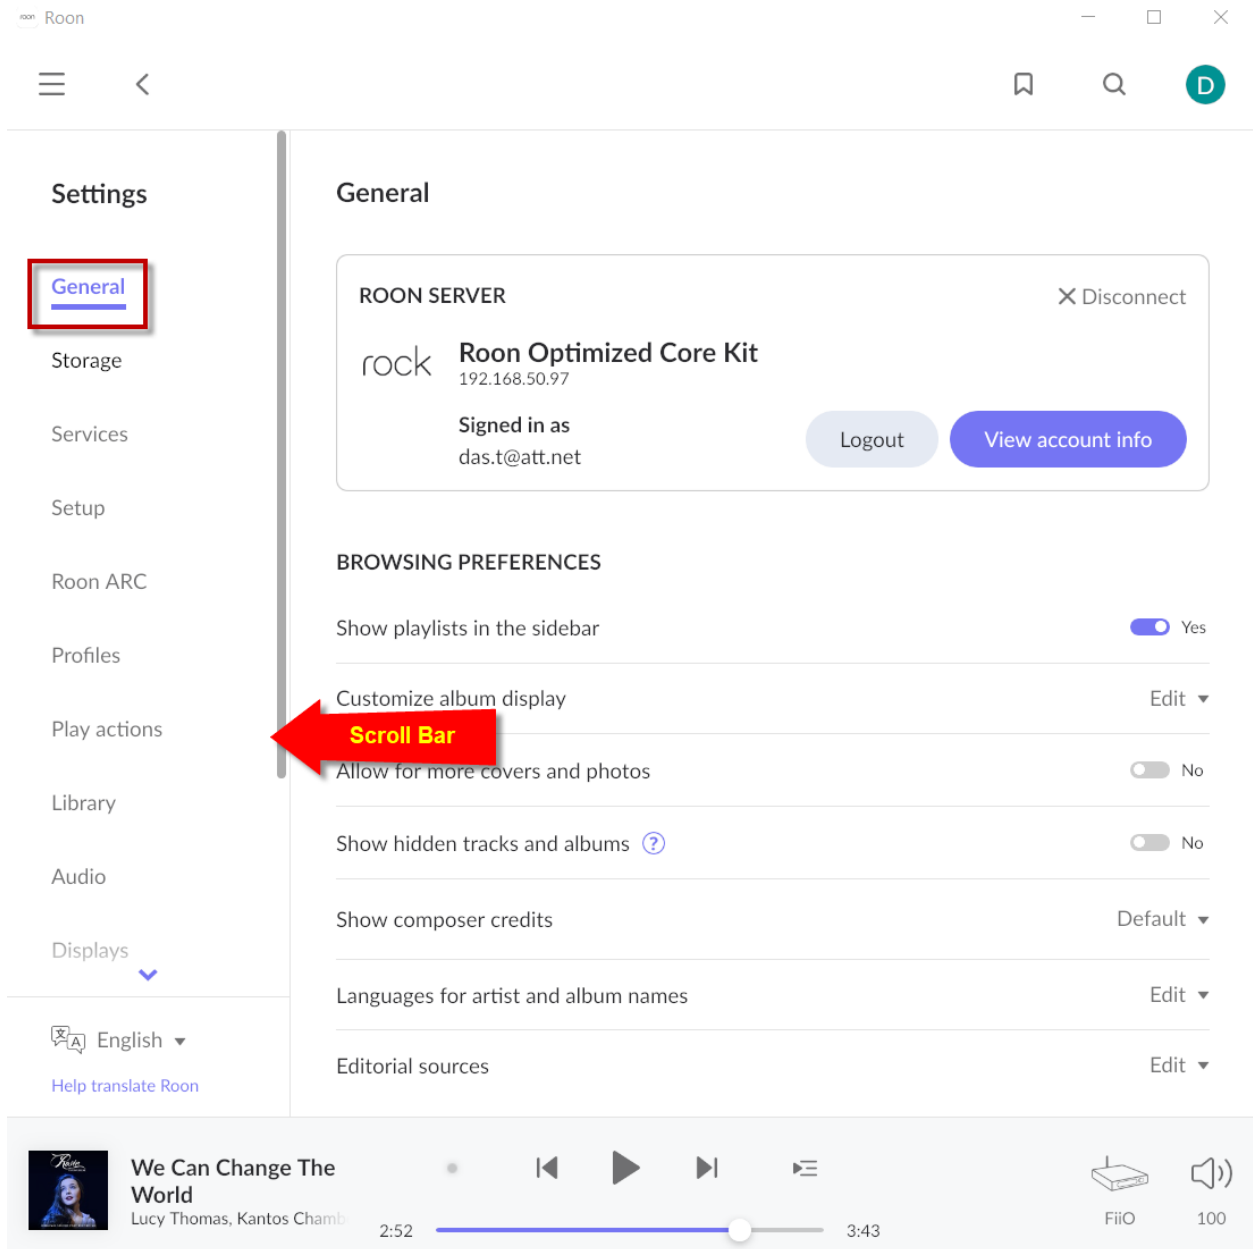 roon Roon
D
Settings
General
Storage
Services
Setup
Roon ARC
Profiles
Play actions
Library
Audio
Displays
文A English
Help translate Roon
General
ROON SERVER
Disconnect
rock
Roon Optimized Core Kit
192.168.50.97
Signed in as
das.t@att.net
Logout
View account info
BROWSING PREFERENCES
Show playlists in the sidebar Yes
Customize album display Edit
Scroll Bar
Allow for more covers and photos No
Show hidden tracks and albums ? No
Show composer credits Default
Languages for artist and album names Edit
Editorial sources Edit
We Can Change The
World
Lucy Thomas, Kantos Chamb
2:52
3:43
FiiO
100